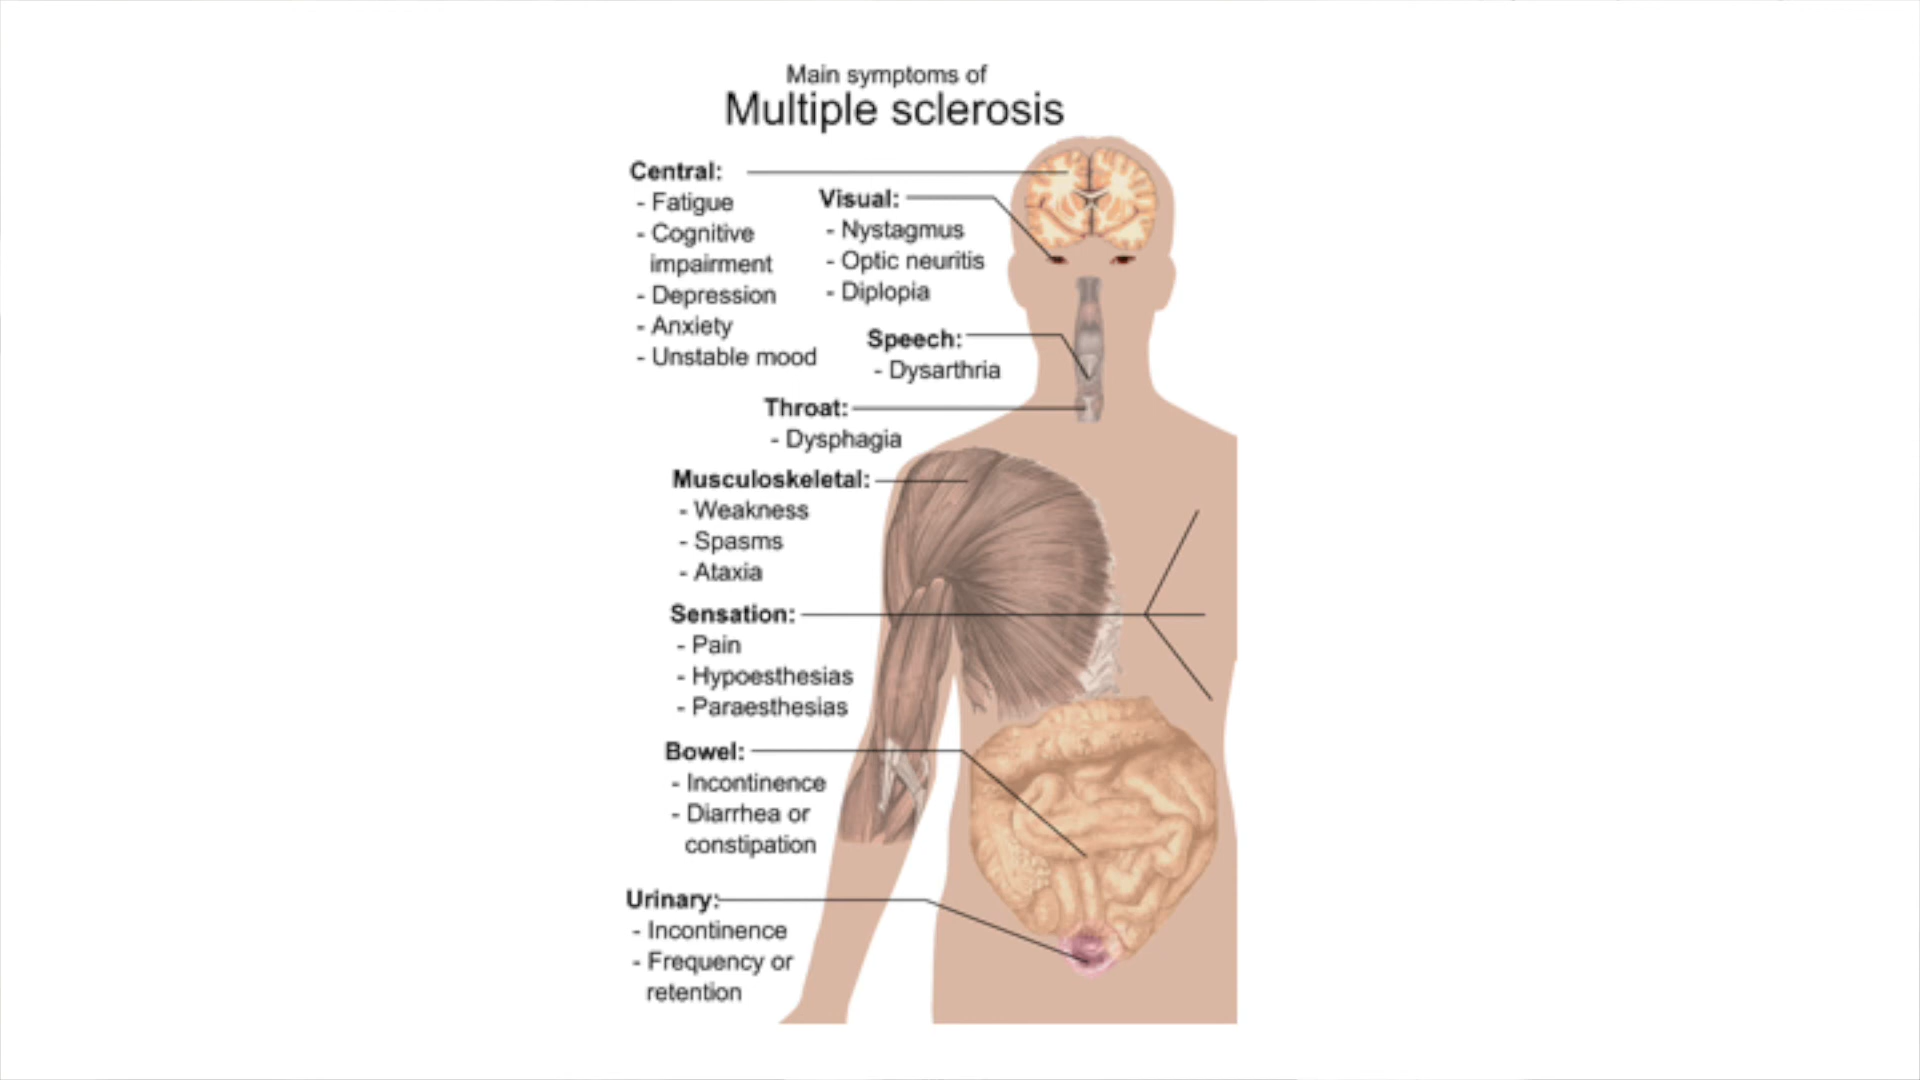 Main symptoms of
Multiple sclerosis
Central:
- Fatigue
- Cognitive
impairment
- Depression
- Anxiety
- Unstable mood
Visual:
- Nystagmus
- Optic neuritis
- Diplopia
Speech:
- Dysarthria
Throat:
- Dysphagia
Musculoskeletal:
- Weakness
- Spasms
- Ataxia
Sensation:
- Pain
- Hypoesthesias
- Paraesthesias
Bowel:
- Incontinence
- Diarrhea or
constipation
Urinary:
- Incontinence
- Frequency or
retention